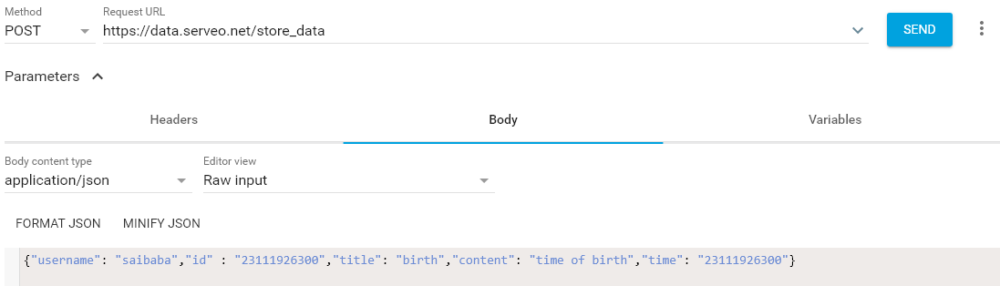 Method Request URL
POST https://data.serveo.net/store_data SEND
Parameters
Headers Body Variables
Body content type Editor view
application/json Raw input
FORMAT JSON MINIFY JSON
{"username": "saibaba","id" : "23111926300","title": "birth","content": "time of birth","time": "23111926300"}